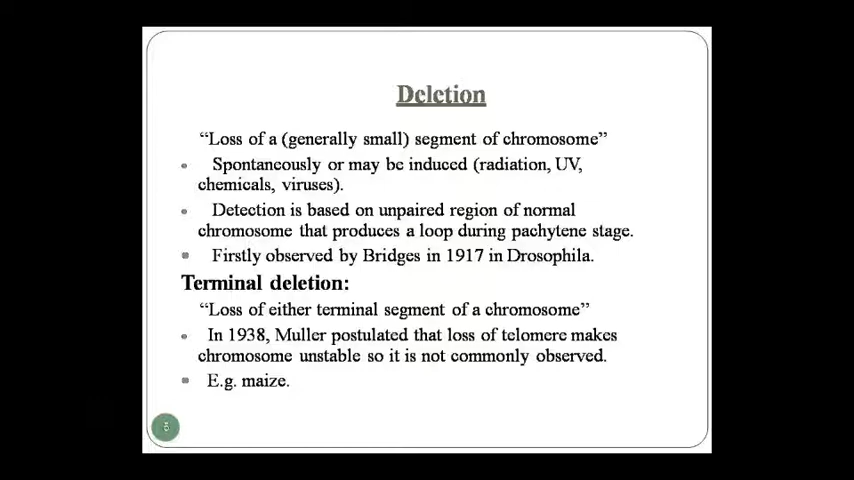 Deletion
“Loss of a (generally small) segment of chromosome”
Spontaneously or may be induced (radiation, UV,
chemicals, viruses).
Detection is based on unpaired region of normal
chromosome that produces a loop during pachytene stage.
Firstly observed by Bridges in 1917 in Drosophila.
Terminal deletion:
“Loss of either terminal segment of a chromosome”
In 1938, Muller postulated that loss of telomere makes
chromosome unstable so it is not commonly observed.
E.g. maize.